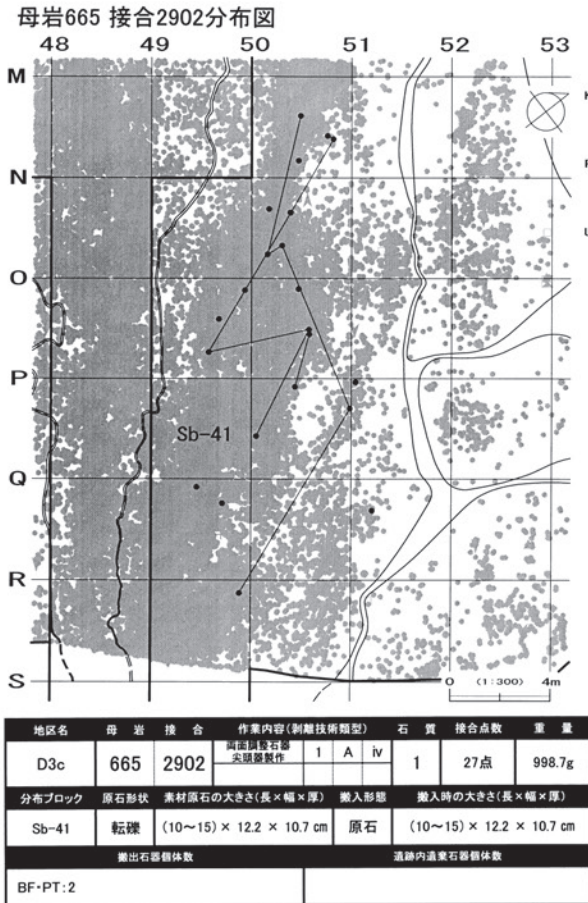 母岩665 接合2902分布図
48 49 50 51 52 53
M
N
O
P
Sb-41
Q
R
S
0 (1:300) 4m
地区名 母岩 接合 作業内容(剥離技術類型) 石質 接合点数 重量
D3c 665 2902 両面調整石器 尖頭器製作 1 A iv 1 27点 998.7g
分布ブロック 原石形状 素材原石の大きさ(長×幅×厚) 搬入形態 搬入時の大きさ(長×幅×厚)
Sb-41 転礫 (10～15) × 12.2 × 10.7 cm 原石 (10～15) × 12.2 × 10.7 cm
搬出石器個体数 遺跡内遺棄石器個体数
BF・PT:2